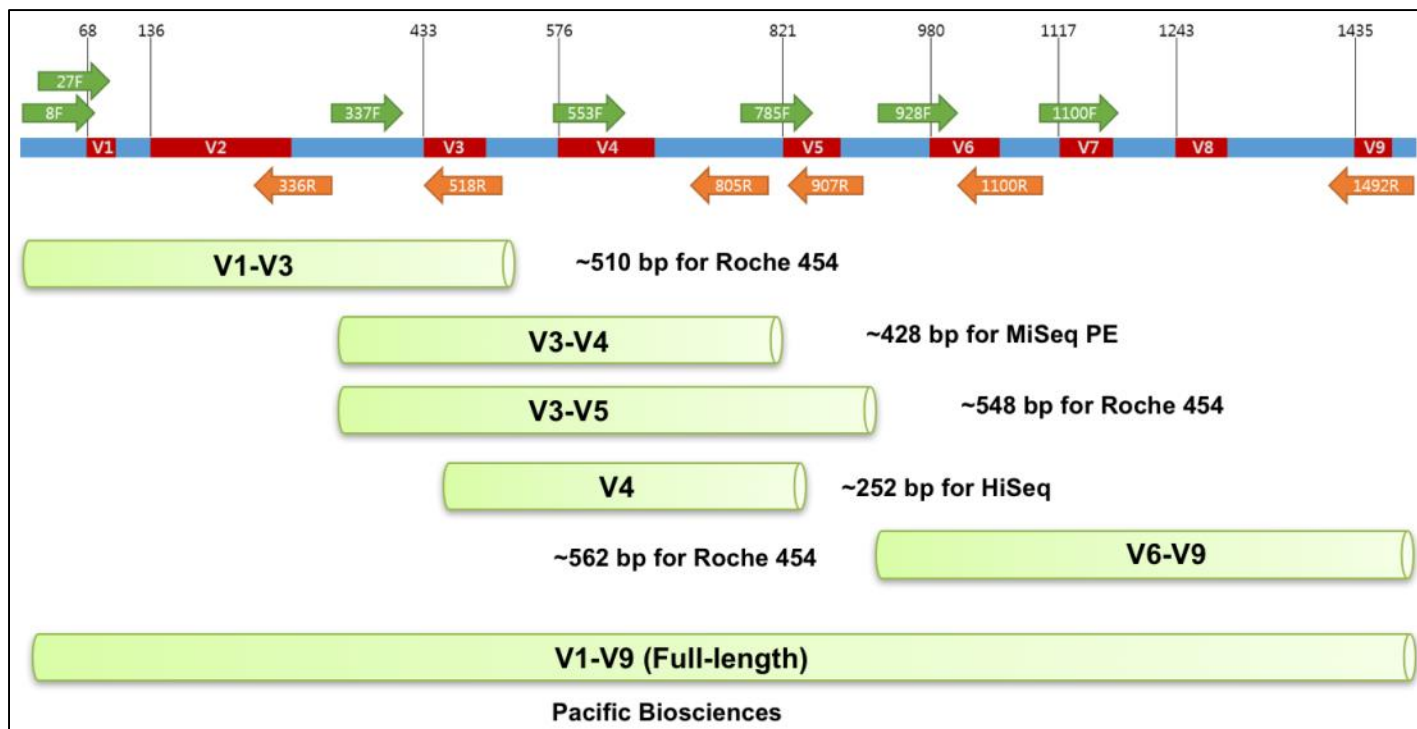 68 136 433 576 821 980 1117 1243 1435
27F
8F 337F 553F 785F 928F 1100F
V1 V2 V3 V4 V5 V6 V7 V8 V9
336R 518R 805R 907R 1100R 1492R
V1-V3 ~510 bp for Roche 454
V3-V4 ~428 bp for MiSeq PE
V3-V5 ~548 bp for Roche 454
V4 ~252 bp for HiSeq
~562 bp for Roche 454 V6-V9
V1-V9 (Full-length)
Pacific Biosciences